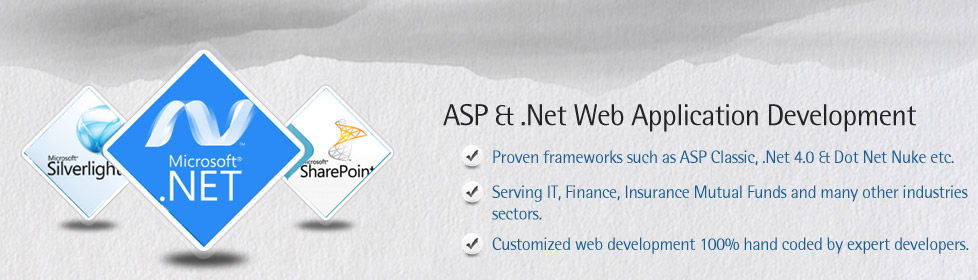 Microsoft®
Silverlight
Microsoft®
.NET
SharePoint
ASP & .Net Web Application Development
Proven frameworks such as ASP Classic, .Net 4.0 & Dot Net Nuke etc.
Serving IT, Finance, Insurance Mutual Funds and many other industries
sectors.
Customized web development 100% hand coded by expert developers.